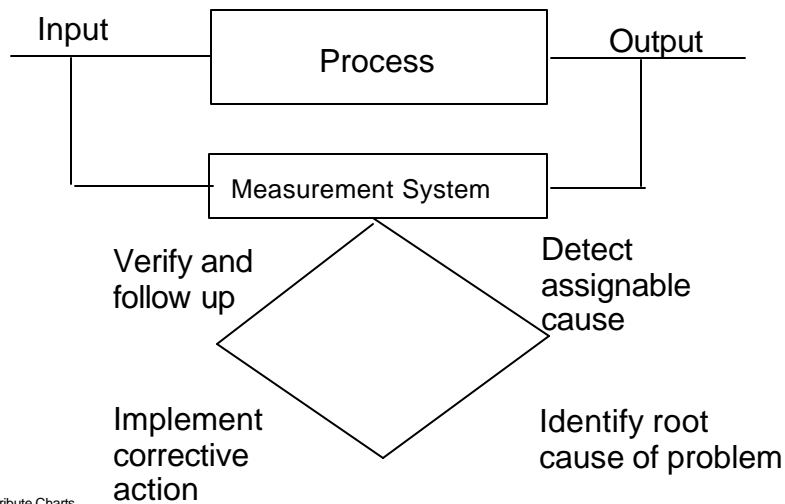 Input
Process
Output
Measurement System
Verify and
follow up
Detect
assignable
cause
Implement
corrective
action
Identify root
cause of problem
Charts